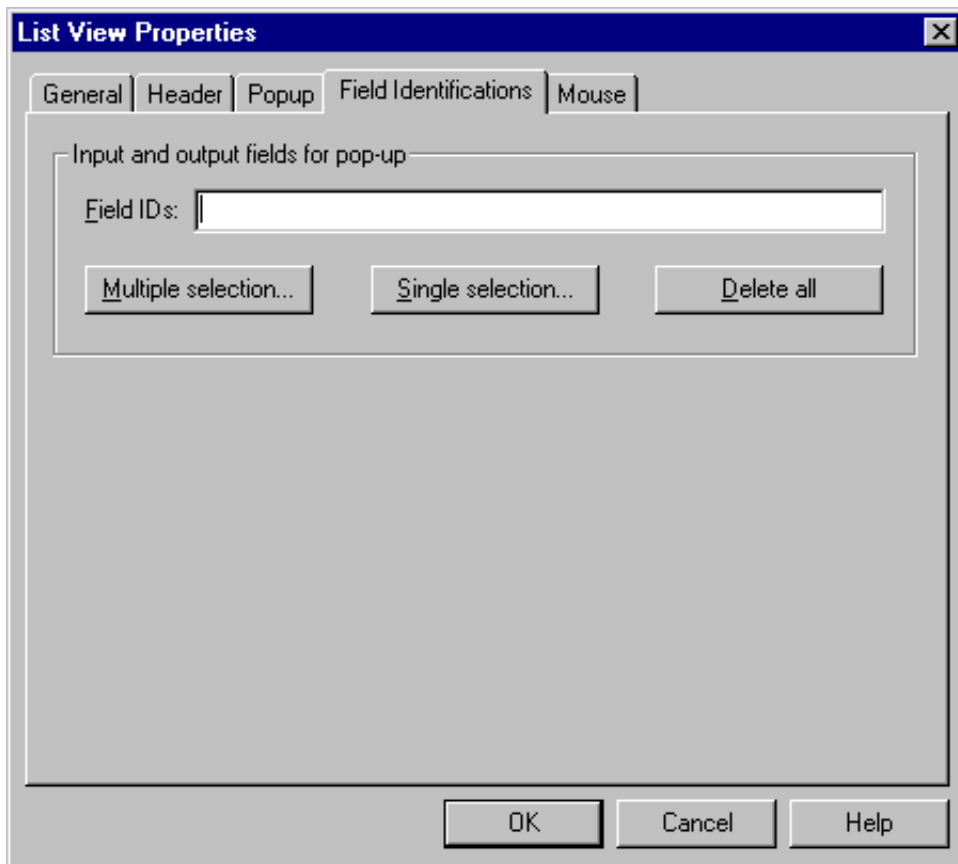 List View Properties
General Header Popup Field Identifications Mouse
Input and output fields for pop-up
Field IDs:
Multiple selection... Single selection... Delete all
OK Cancel Help